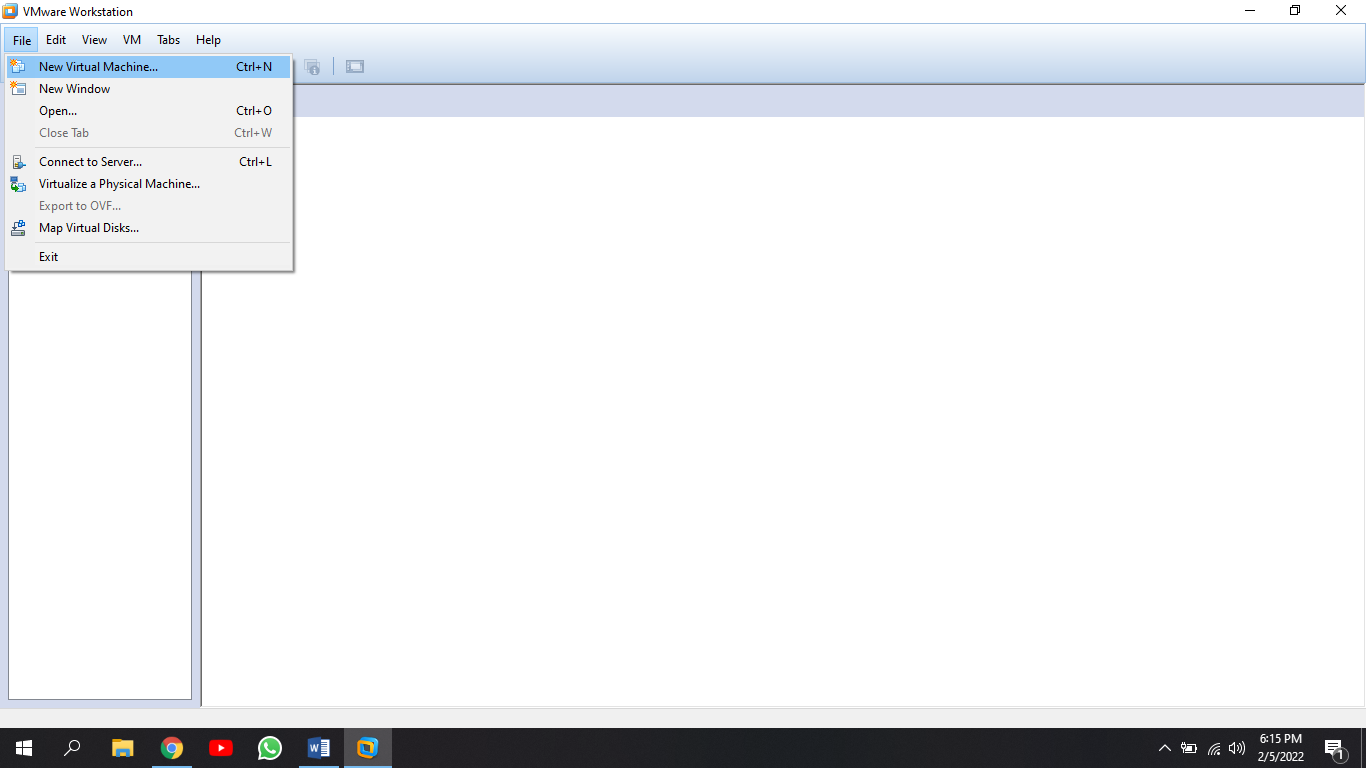 VMware Workstation
File Edit View VM Tabs Help
New Virtual Machine... Ctrl+N
New Window
Open... Ctrl+O
Close Tab Ctrl+W
Connect to Server... Ctrl+L
Virtualize a Physical Machine...
Export to OVF...
Map Virtual Disks...
Exit
6:15 PM
2/5/2022
1